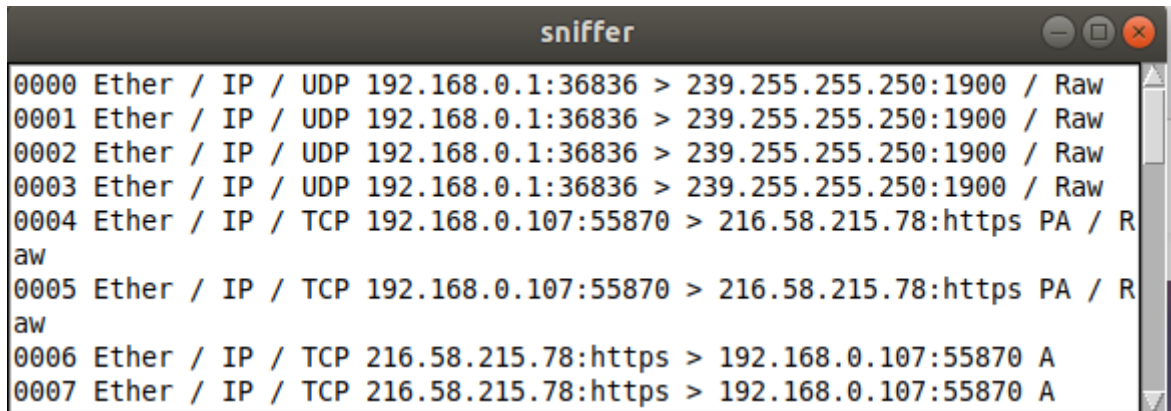 sniffer
0000 Ether / IP / UDP 192.168.0.1:36836 > 239.255.255.250:1900 / Raw
0001 Ether / IP / UDP 192.168.0.1:36836 > 239.255.255.250:1900 / Raw
0002 Ether / IP / UDP 192.168.0.1:36836 > 239.255.255.250:1900 / Raw
0003 Ether / IP / UDP 192.168.0.1:36836 > 239.255.255.250:1900 / Raw
0004 Ether / IP / TCP 192.168.0.107:55870 > 216.58.215.78:https PA / R
aw
0005 Ether / IP / TCP 192.168.0.107:55870 > 216.58.215.78:https PA / R
aw
0006 Ether / IP / TCP 216.58.215.78:https > 192.168.0.107:55870 A
0007 Ether / IP / TCP 216.58.215.78:https > 192.168.0.107:55870 A